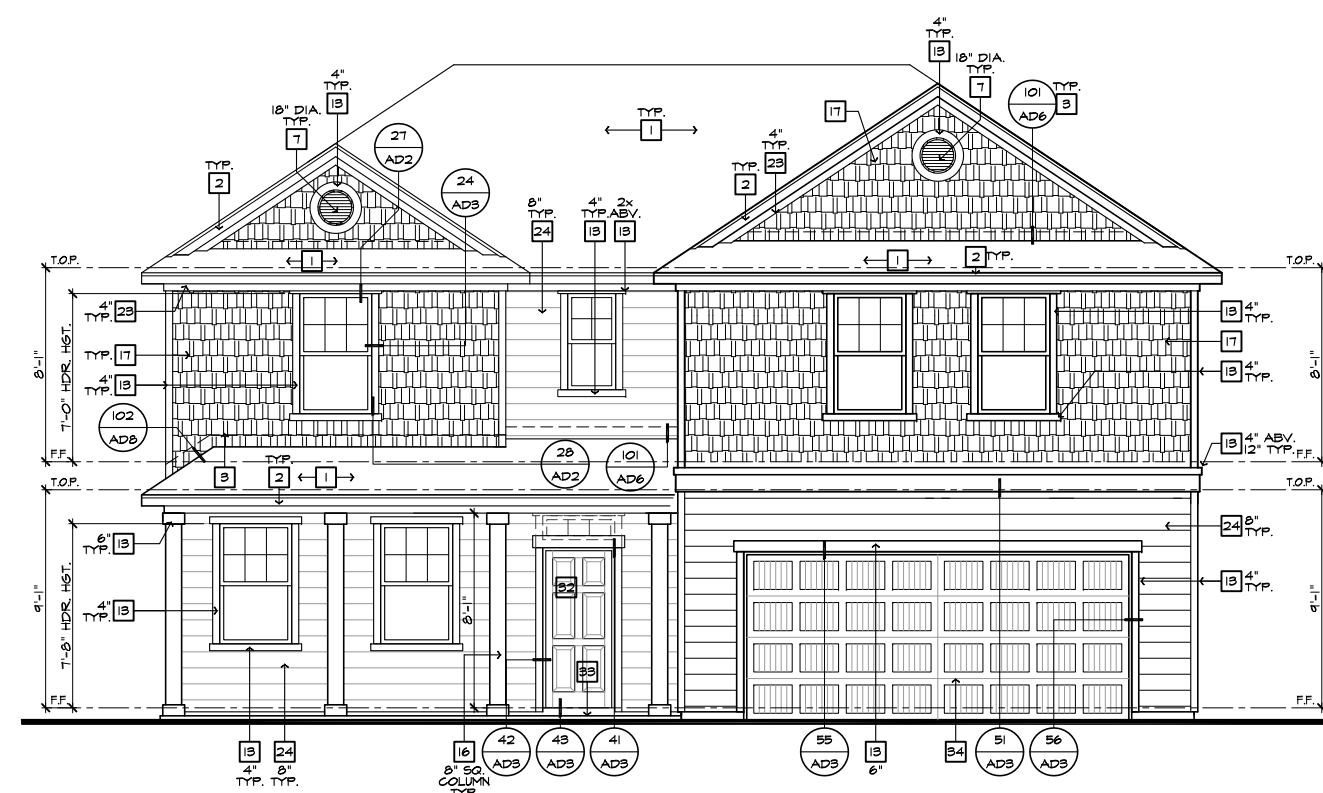 4"
TYP.
13
18" DIA.
TYP.
7
101
AD6
TYP.
3
4"
TYP.
13
18" DIA.
TYP.
7
27
AD2
TYP.
1
17
4"
TYP.
23
TYP.
2
TYP.
2
24
AD3
8"
TYP.
24
4"
TYP.
13
2x
ABV.
13
1
1
2 TYP.
T.O.P.
T.O.P.
4"
TYP. 23
TYP. 17
4"
TYP. 13
8'-1"
7'-0" HDR. HGT.
13 4"
TYP.
17
13 4"
TYP.
8'-1"
102
AD8
F.F.
3
TYP.
2
1
28
AD2
101
AD6
13 4" ABV.
12" TYP.
F.F.
T.O.P.
T.O.P.
6"
TYP. 13
24 8"
TYP.
4"
TYP. 13
9'-1"
7'-8" HDR. HGT.
8'-1"
32
33
13 4"
TYP.
9'-1"
F.F.
F.F.
13
4"
TYP.
24
8"
TYP.
16
8" SQ.
COLUMN
TYP.
42
AD3
43
AD3
41
AD3
55
AD3
13
6"
34
51
AD3
56
AD3